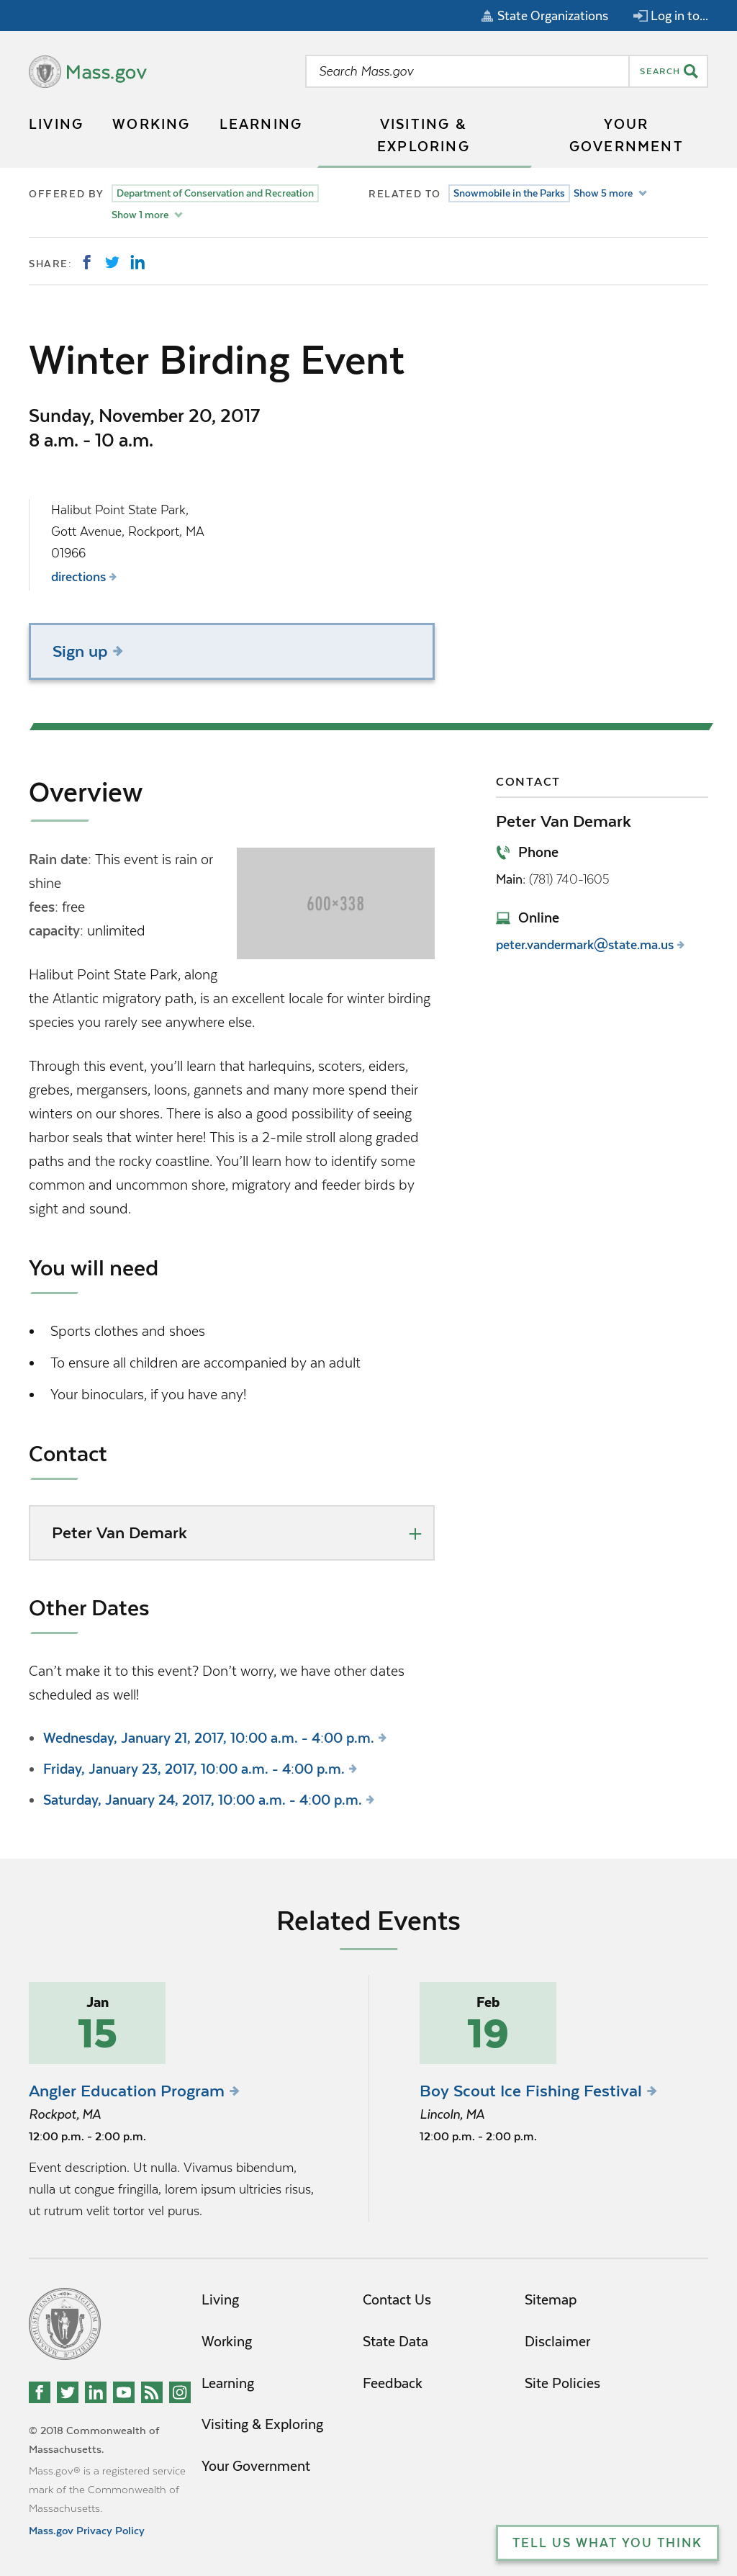 State Organizations
Log in to...
Mass.gov
Search Mass.gov
SEARCH
LIVING
WORKING
LEARNING
VISITING &
EXPLORING
YOUR
GOVERNMENT
OFFERED BY
Department of Conservation and Recreation
Show 1 more
RELATED TO
Snowmobile in the Parks
Show 5 more
SHARE:
Winter Birding Event
Sunday, November 20, 2017
8 a.m. - 10 a.m.
Halibut Point State Park,
Gott Avenue, Rockport, MA
01966
directions
Sign up
Overview
Rain date: This event is rain or
shine
fees: free
capacity: unlimited
600×338
Halibut Point State Park, along
the Atlantic migratory path, is an excellent locale for winter birding
species you rarely see anywhere else.
Through this event, you'll learn that harlequins, scoters, eiders,
grebes, mergansers, loons, gannets and many more spend their
winters on our shores. There is also a good possibility of seeing
harbor seals that winter here! This is a 2-mile stroll along graded
paths and the rocky coastline. You'll learn how to identify some
common and uncommon shore, migratory and feeder birds by
sight and sound.
CONTACT
Peter Van Demark
Phone
Main: (781) 740-1605
Online
peter.vandermark@state.ma.us
You will need
• Sports clothes and shoes
• To ensure all children are accompanied by an adult
• Your binoculars, if you have any!
Contact
Peter Van Demark
Other Dates
Can't make it to this event? Don't worry, we have other dates
scheduled as well!
• Wednesday, January 21, 2017, 10:00 a.m. - 4:00 p.m.
• Friday, January 23, 2017, 10:00 a.m. - 4:00 p.m.
• Saturday, January 24, 2017, 10:00 a.m. - 4:00 p.m.
Related Events
Jan
15
Angler Education Program
Rockpot, MA
12:00 p.m. - 2:00 p.m.
Event description. Ut nulla. Vivamus bibendum,
nulla ut congue fringilla, lorem ipsum ultricies risus,
ut rutrum velit tortor vel purus.
Feb
19
Boy Scout Ice Fishing Festival
Lincoln, MA
12:00 p.m. - 2:00 p.m.
© 2018 Commonwealth of
Massachusetts.
Mass.gov® is a registered service
mark of the Commonwealth of
Massachusetts.
Mass.gov Privacy Policy
Living
Working
Learning
Visiting & Exploring
Your Government
Contact Us
State Data
Feedback
Sitemap
Disclaimer
Site Policies
TELL US WHAT YOU THINK